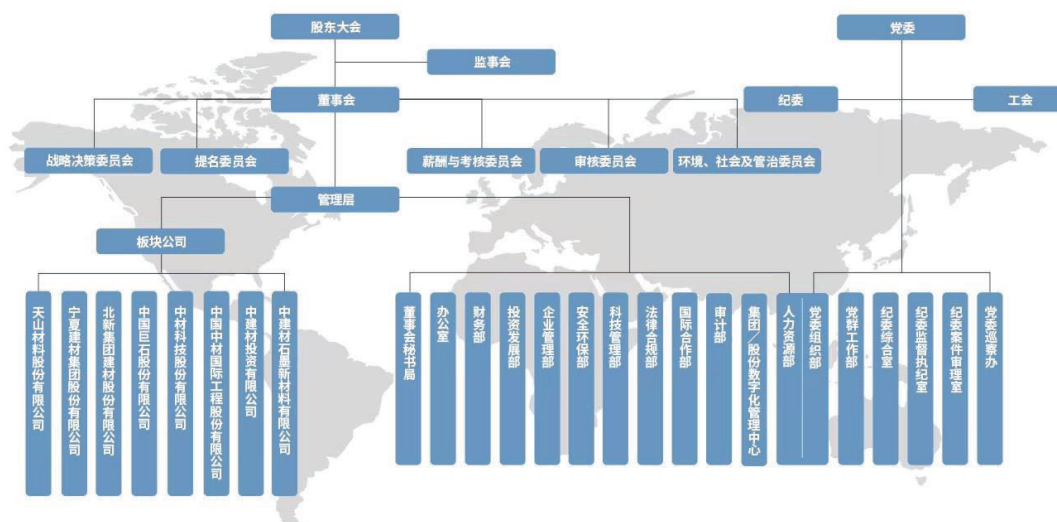 股东大会
党委
监事会
董事会
纪委
工会
战略决策委员会
提名委员会
薪酬与考核委员会
审核委员会
环境、社会及管治委员会
管理层
板块公司
天山材料股份有限公司
宁夏建材集团股份有限公司
北新集团建材股份有限公司
中国巨石股份有限公司
中材科技股份有限公司
中国中材国际工程股份有限公司
中建材投资有限公司
中建材石墨新材料有限公司
董事会秘书局
办公室
财务部
投资发展部
企业管理部
安全环保部
科技管理部
法律合规部
国际合作部
审计部
集团/股份数字化管理中心
人力资源部
党委组织部
党群工作部
纪委综合室
纪委监督执纪室
纪委案件审理室
党委巡察办